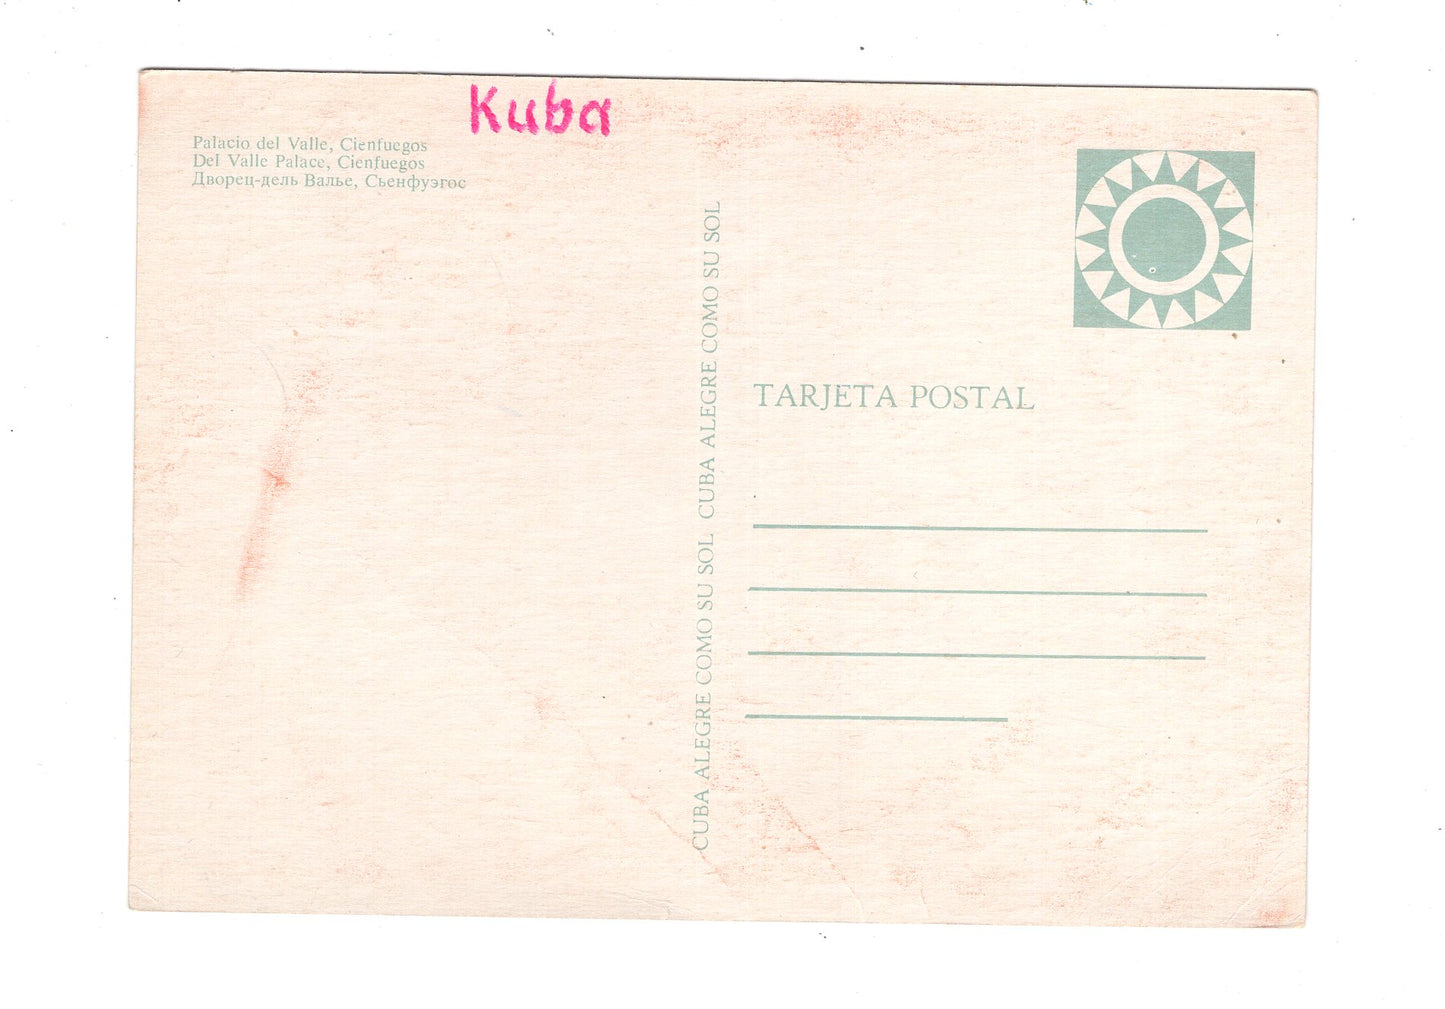 Kuba
Palacio del Valle, Cienfuegos
Del Valle Palace, Cienfuegos
Дворец-дель Валье, Сьенфуэгос
CUBA ALEGRE COMO SU SOL CUBA ALEGRE COMO SU SOL
TARJETA POSTAL